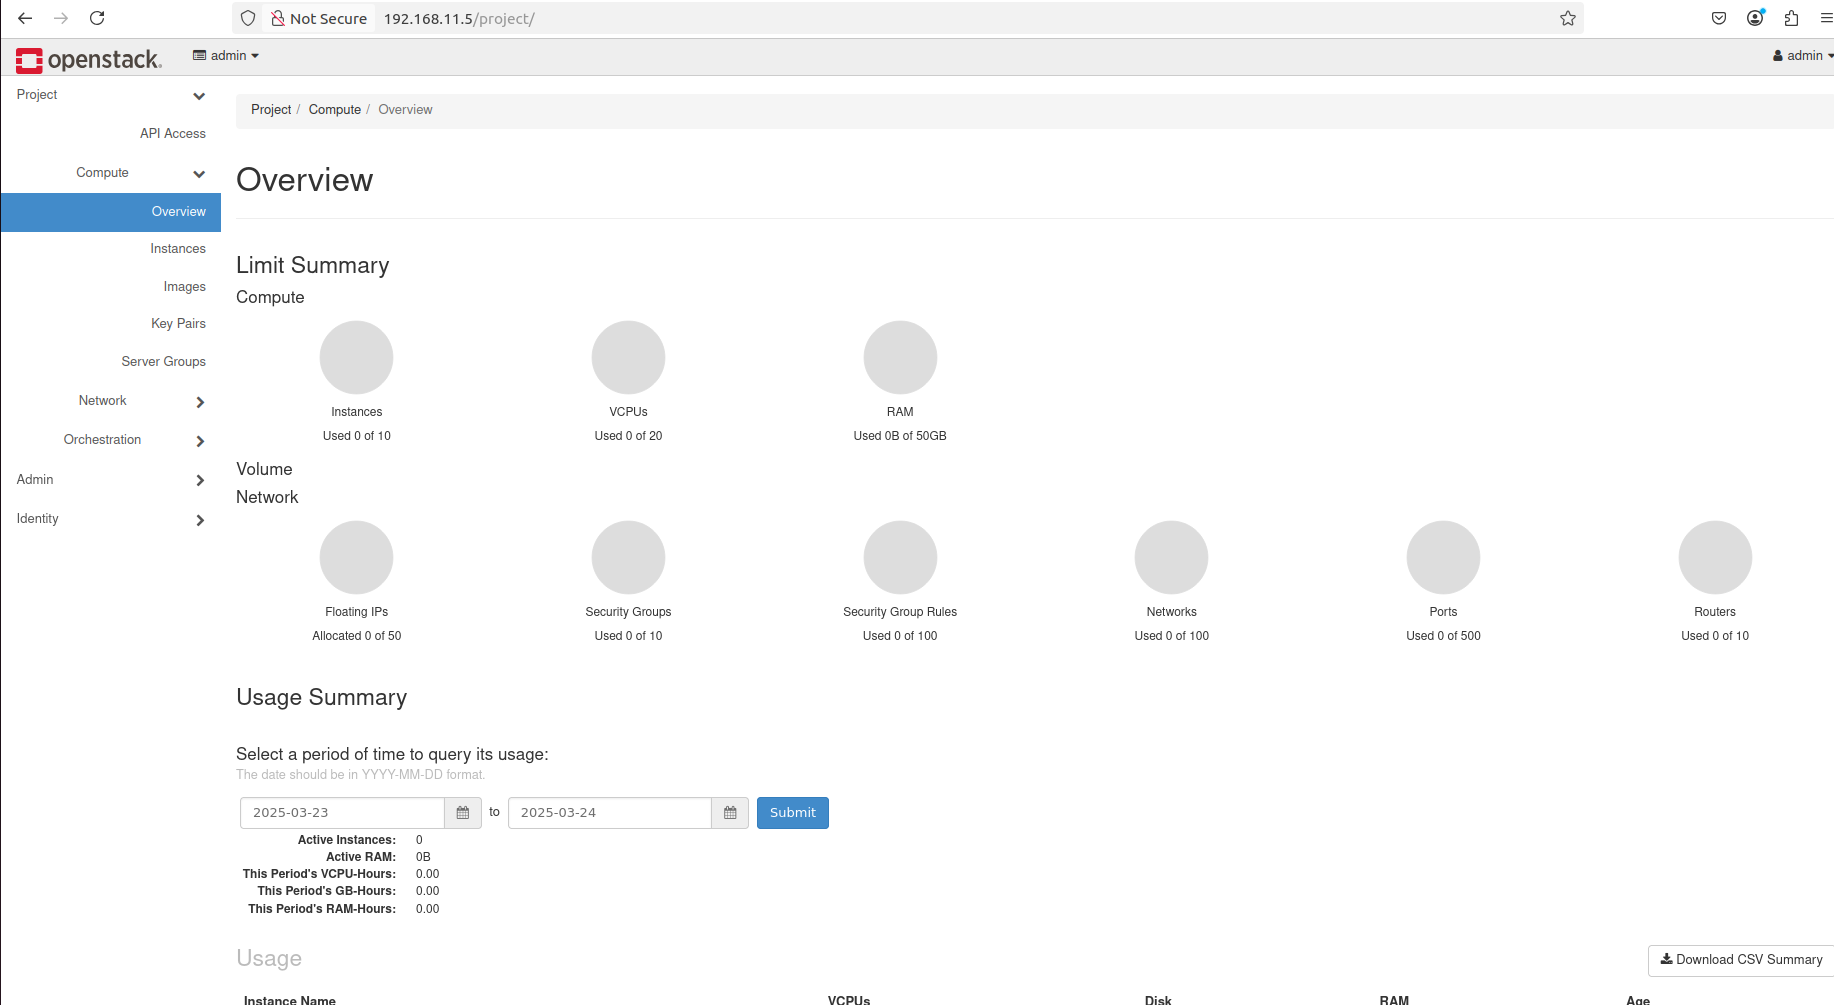 Not Secure 192.168.11.5/project/
openstack. admin admin
Project
API Access
Compute
Overview
Instances
Images
Key Pairs
Server Groups
Network
Orchestration
Admin
Identity
Project / Compute / Overview
Overview
Limit Summary
Compute
Instances VCPUs RAM
Used 0 of 10 Used 0 of 20 Used 0B of 50GB
Volume
Network
Floating IPs Security Groups Security Group Rules Networks Ports Routers
Allocated 0 of 50 Used 0 of 10 Used 0 of 100 Used 0 of 100 Used 0 of 500 Used 0 of 10
Usage Summary
Select a period of time to query its usage:
The date should be in YYYY-MM-DD format.
2025-03-23 to 2025-03-24 Submit
Active Instances: 0
Active RAM: 0B
This Period's VCPU-Hours: 0.00
This Period's GB-Hours: 0.00
This Period's RAM-Hours: 0.00
Usage Download CSV Summary
Instance Name VCPUs Disk RAM Age